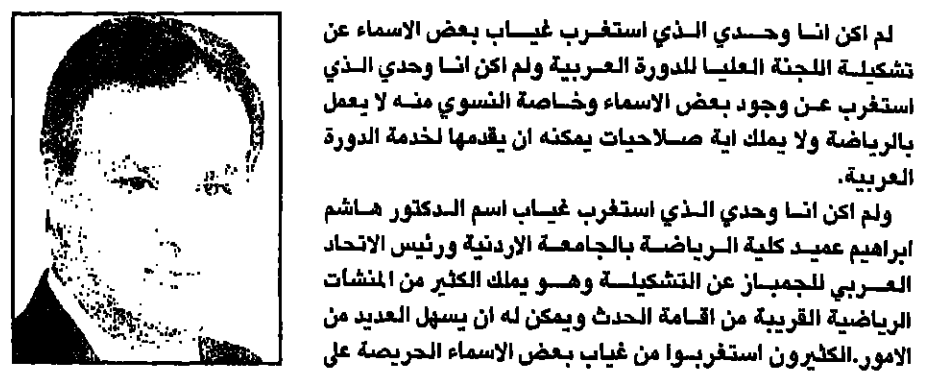 لم اكن انا وحدي الذي استغرب غياب بعض الاسماء عن
تشكيلة اللجنة العليا للدورة العربية ولم اكن انا وحدي الذي
استغرب عن وجود بعض الاسماء وخاصة النسوي منه لا يعمل
بالرياضة ولا يملك اية صلاحيات يمكنه ان يقدمها لخدمة الدورة
العربية.
ولم اكن انا وحدي الذي استغرب غياب اسم الدكتور هاشم
ابراهيم عميد كلية الرياضة بالجامعة الاردنية ورئيس الاتحاد
العربي للجمباز عن التشكيلة وهو يملك الكثير من المنشات
الرياضية القريبة من اقامة الحدث ويمكن له ان يسهل العديد من
الامور.الكثيرون استغربوا من غياب بعض الاسماء الحريصة على